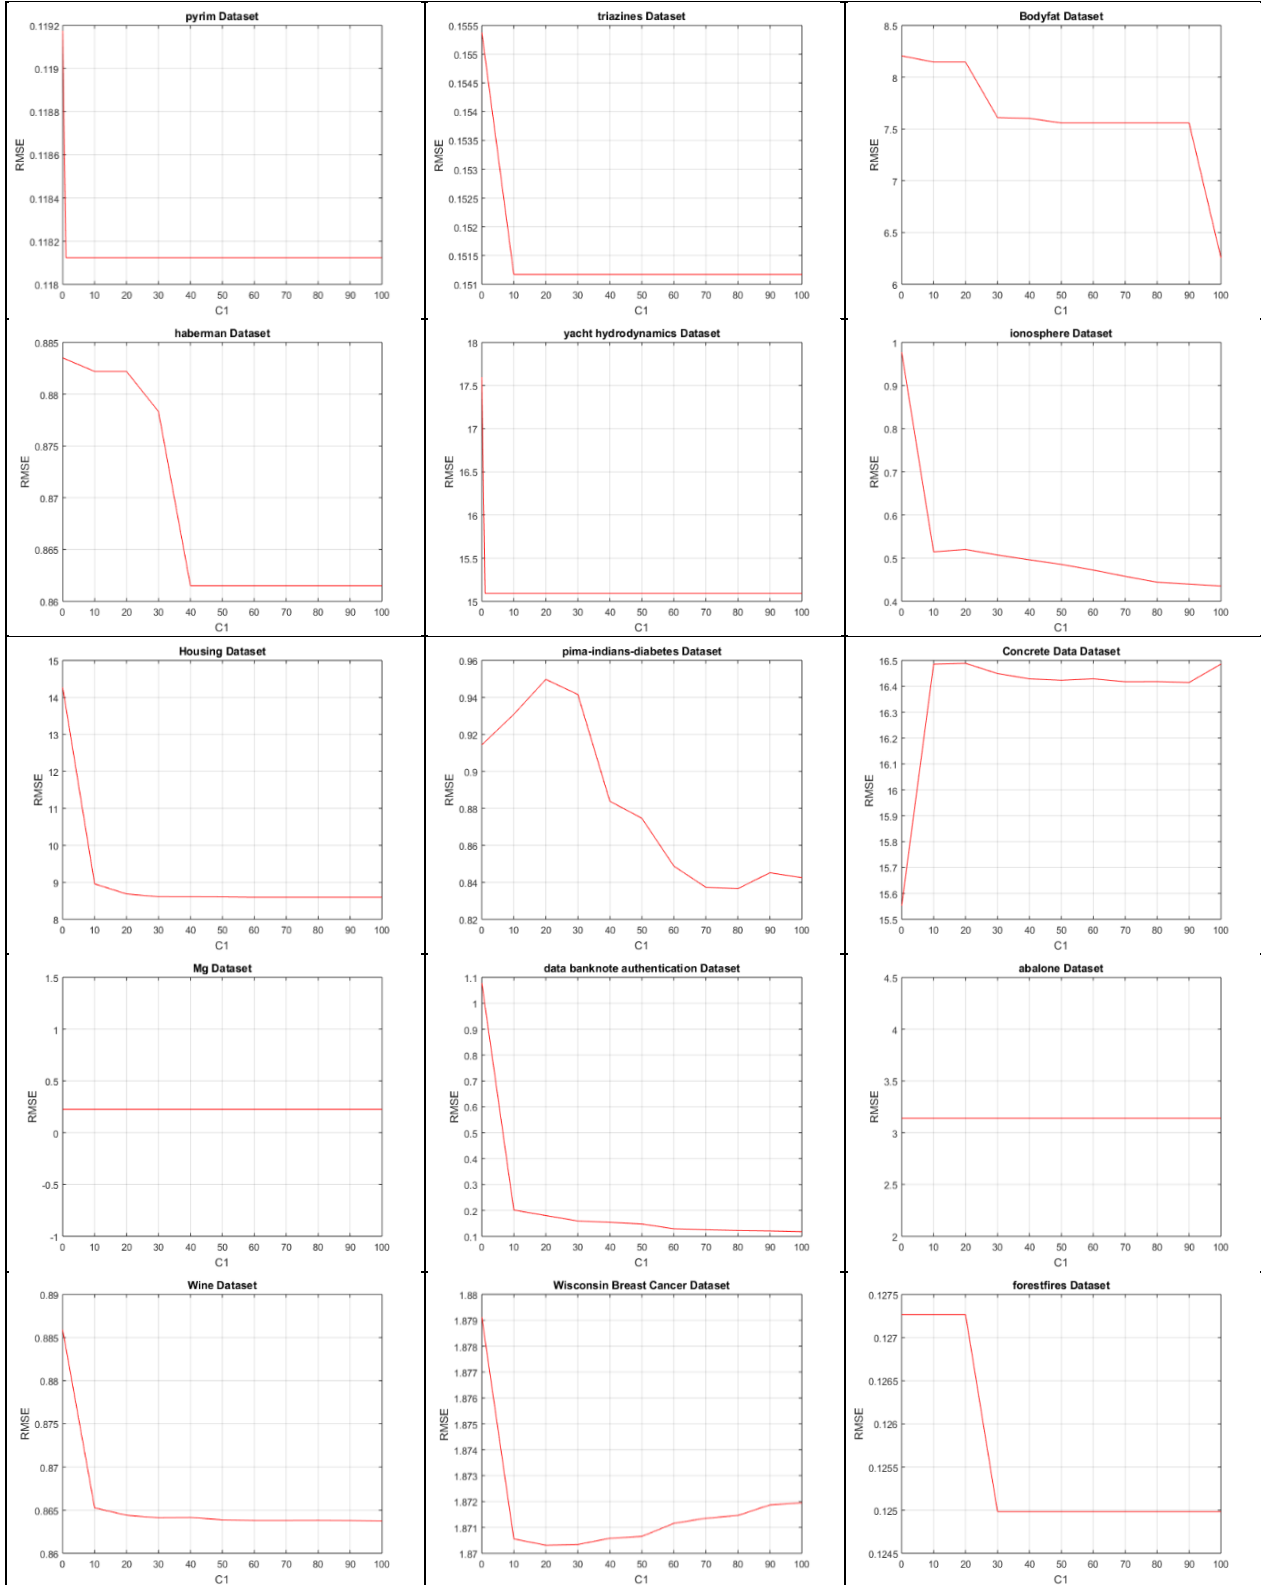 pyrim Dataset
0.1192
0.119
0.1188
0.1186
0.1184
0.1182
0.118
RMSE
0 10 20 30 40 50 60 70 80 90 100
C1
triazines Dataset
0.1555
0.155
0.1545
0.154
0.1535
0.153
0.1525
0.152
0.1515
0.151
RMSE
0 10 20 30 40 50 60 70 80 90 100
C1
Bodyfat Dataset
8.5
8
7.5
7
6.5
6
RMSE
0 10 20 30 40 50 60 70 80 90 100
C1
haberman Dataset
0.885
0.88
0.875
0.87
0.865
0.86
RMSE
0 10 20 30 40 50 60 70 80 90 100
C1
yacht hydrodynamics Dataset
18
17.5
17
16.5
16
15.5
15
RMSE
0 10 20 30 40 50 60 70 80 90 100
C1
ionosphere Dataset
1
0.9
0.8
0.7
0.6
0.5
0.4
RMSE
0 10 20 30 40 50 60 70 80 90 100
C1
Housing Dataset
15
14
13
12
11
10
9
8
RMSE
0 10 20 30 40 50 60 70 80 90 100
C1
pima-indians-diabetes Dataset
0.96
0.94
0.92
0.9
0.88
0.86
0.84
0.82
RMSE
0 10 20 30 40 50 60 70 80 90 100
C1
Concrete Data Dataset
16.5
16.4
16.3
16.2
16.1
16
15.9
15.8
15.7
15.6
15.5
RMSE
0 10 20 30 40 50 60 70 80 90 100
C1
Mg Dataset
1.5
1
0.5
0
-0.5
-1
RMSE
0 10 20 30 40 50 60 70 80 90 100
C1
data banknote authentication Dataset
1.1
1
0.9
0.8
0.7
0.6
0.5
0.4
0.3
0.2
0.1
RMSE
0 10 20 30 40 50 60 70 80 90 100
C1
abalone Dataset
4.5
4
3.5
3
2.5
2
RMSE
0 10 20 30 40 50 60 70 80 90 100
C1
Wine Dataset
0.89
0.885
0.88
0.875
0.87
0.865
0.86
RMSE
0 10 20 30 40 50 60 70 80 90 100
C1
Wisconsin Breast Cancer Dataset
1.88
1.879
1.878
1.877
1.876
1.875
1.874
1.873
1.872
1.871
1.87
RMSE
0 10 20 30 40 50 60 70 80 90 100
C1
forestfires Dataset
0.1275
0.127
0.1265
0.126
0.1255
0.125
0.1245
RMSE
0 10 20 30 40 50 60 70 80 90 100
C1